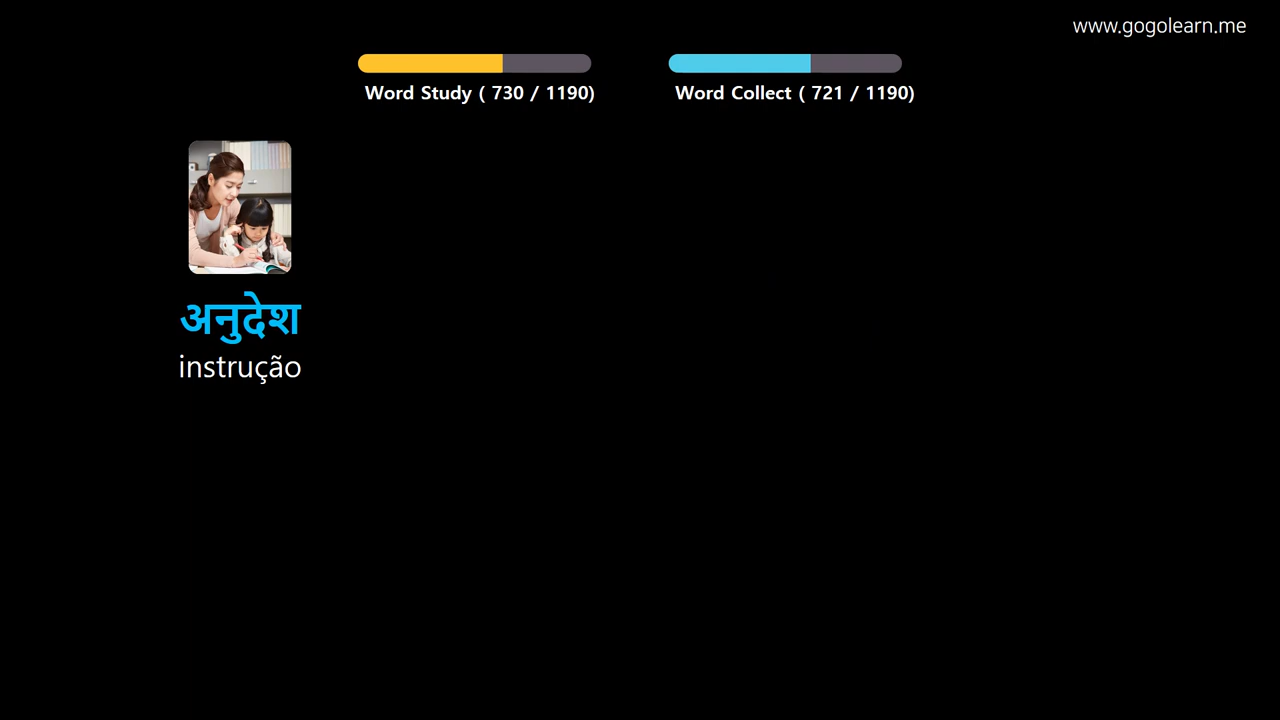 www.gogolearn.me
Word Study ( 730 / 1190)
Word Collect ( 721 / 1190)
अनुदेश
instrução